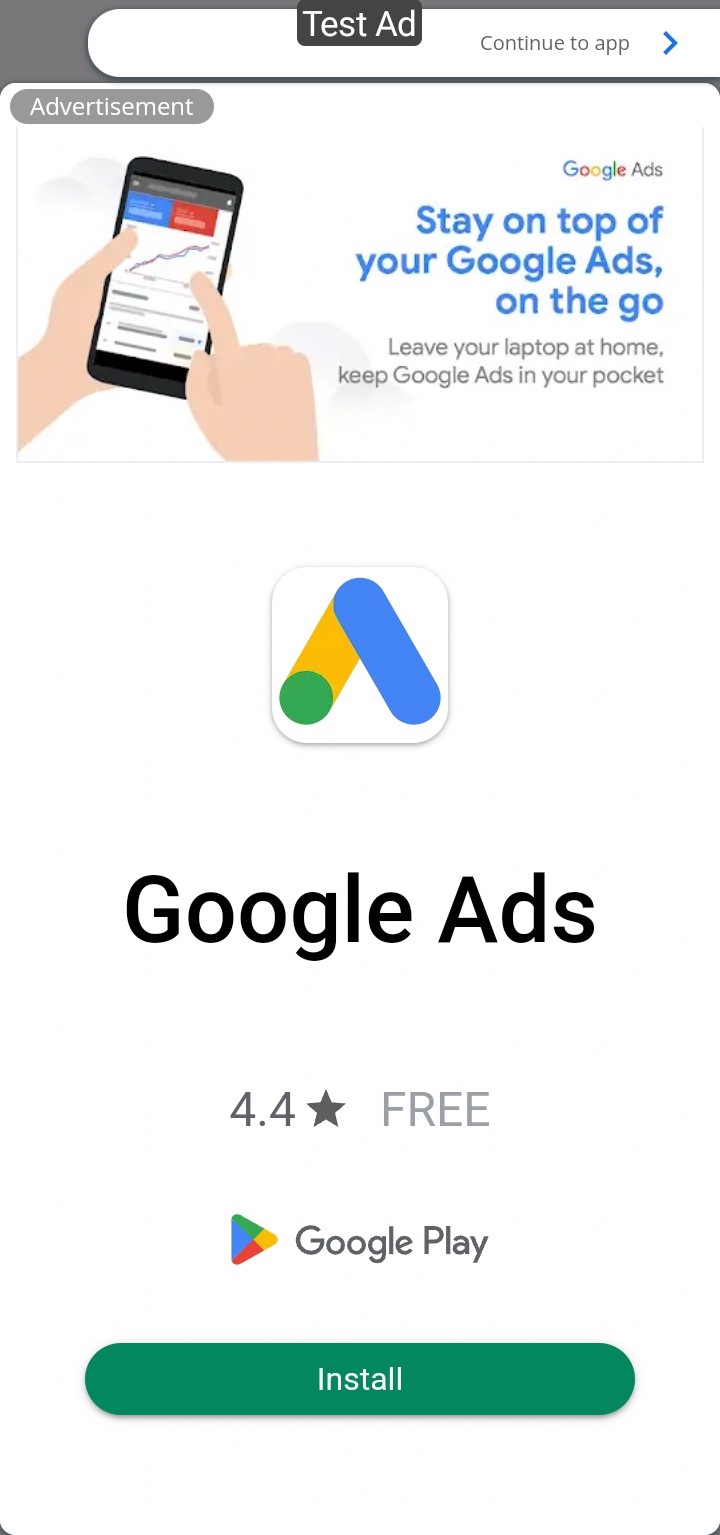 Test Ad
Continue to app
Advertisement
Google Ads
Stay on top of
your Google Ads,
on the go
Leave your laptop at home,
keep Google Ads in your pocket
Google Ads
4.4 ★ FREE
Google Play
Install